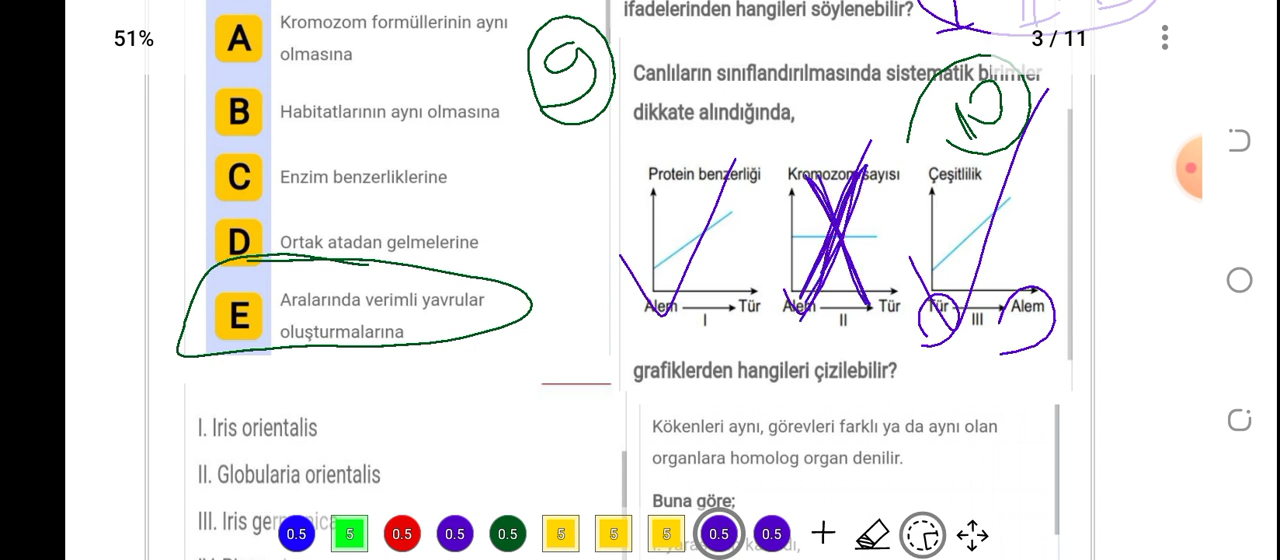 51%
3 / 11
A
Kromozom formüllerinin aynı
olmasına
B
Habitatlarının aynı olmasına
C
Enzim benzerliklerine
D
Ortak atadan gelmelerine
E
Aralarında verimli yavrular
oluşturmalarına
9
ifadelerinden hangileri söylenebilir?
Canlıların sınıflandırılmasında sistematik birimler
dikkate alındığında,
10
Protein benzerliği
Kromozom sayısı
Çeşitlilik
Alem Tür
I
Alem Tür
II
Tür Alem
III
grafiklerden hangileri çizilebilir?
I. Iris orientalis
II. Globularia orientalis
III. Iris germanica
Kökenleri aynı, görevleri farklı ya da aynı olan
organlara homolog organ denilir.
Buna göre;
0.5
5
0.5
0.5
0.5
5
5
5
0.5
0.5